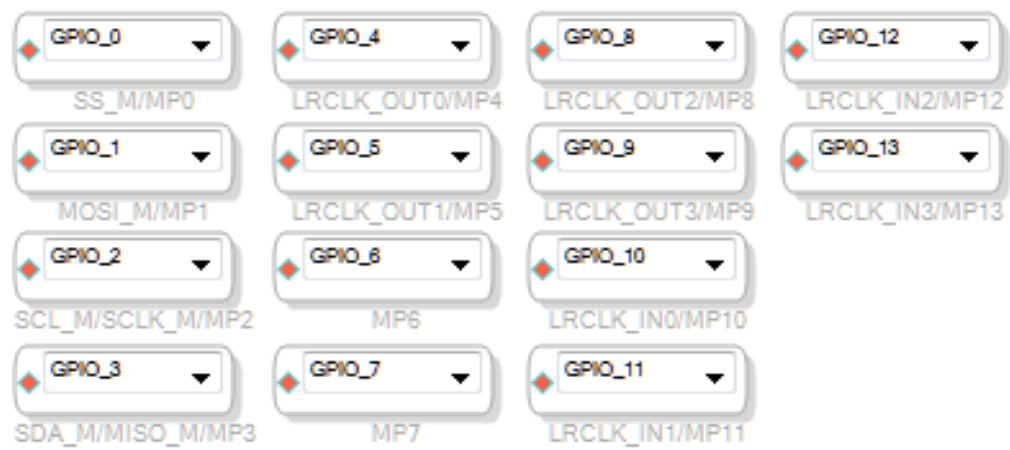 GPIO_0
SS_M/MP0
GPIO_1
MOSI_M/MP1
GPIO_2
SCL_M/SCLK_M/MP2
GPIO_3
SDA_M/MISO_M/MP3
GPIO_4
LRCLK_OUT0/MP4
GPIO_5
LRCLK_OUT1/MP5
GPIO_6
MP6
GPIO_7
MP7
GPIO_8
LRCLK_OUT2/MP8
GPIO_9
LRCLK_OUT3/MP9
GPIO_10
LRCLK_IN0/MP10
GPIO_11
LRCLK_IN1/MP11
GPIO_12
LRCLK_IN2/MP12
GPIO_13
LRCLK_IN3/MP13